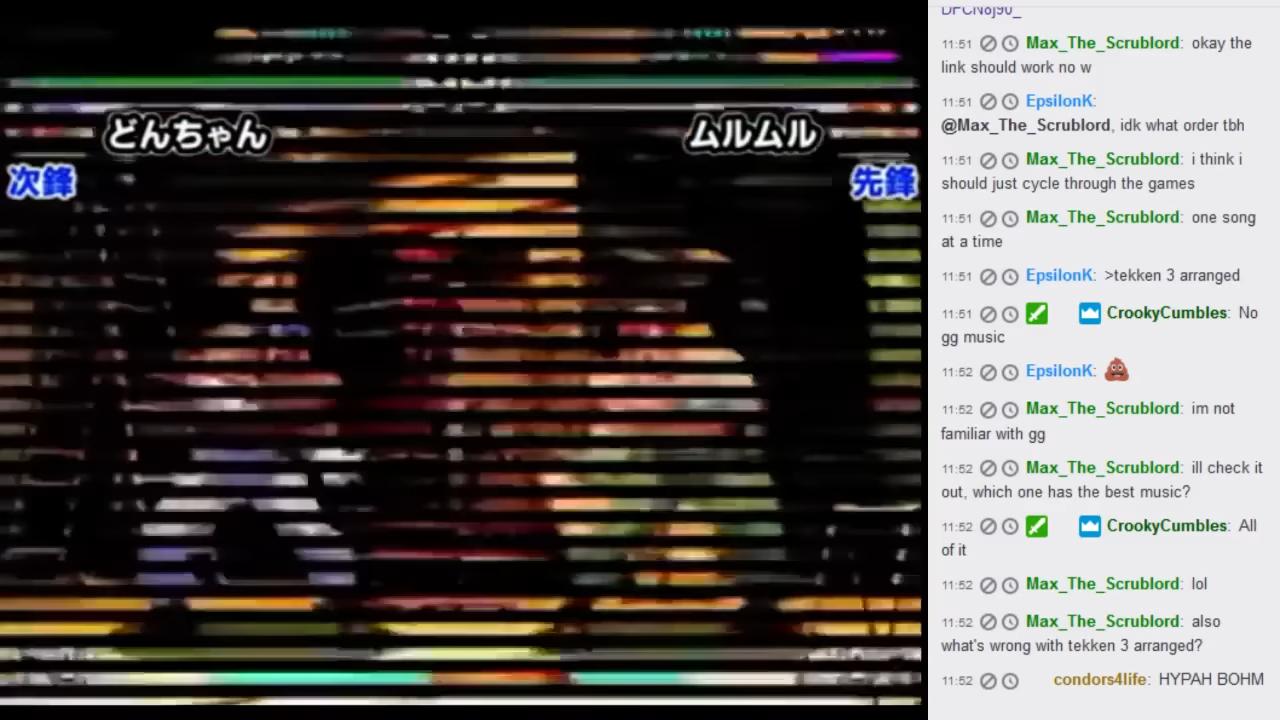 どんちゃん
ムルムル
次鋒
先鋒
11:51 Max_The_Scrublord: okay the
link should work no w
11:51 EpsilonK:
@Max_The_Scrublord, idk what order tbh
11:51 Max_The_Scrublord: i think i
should just cycle through the games
11:51 Max_The_Scrublord: one song
at a time
11:51 EpsilonK: >tekken 3 arranged
11:51 CrookyCumbles: No
gg music
11:52 EpsilonK: 💩
11:52 Max_The_Scrublord: im not
familiar with gg
11:52 Max_The_Scrublord: ill check it
out, which one has the best music?
11:52 CrookyCumbles: All
of it
11:52 Max_The_Scrublord: lol
11:52 Max_The_Scrublord: also
what's wrong with tekken 3 arranged?
11:52 condors4life: HYPAH BOHM